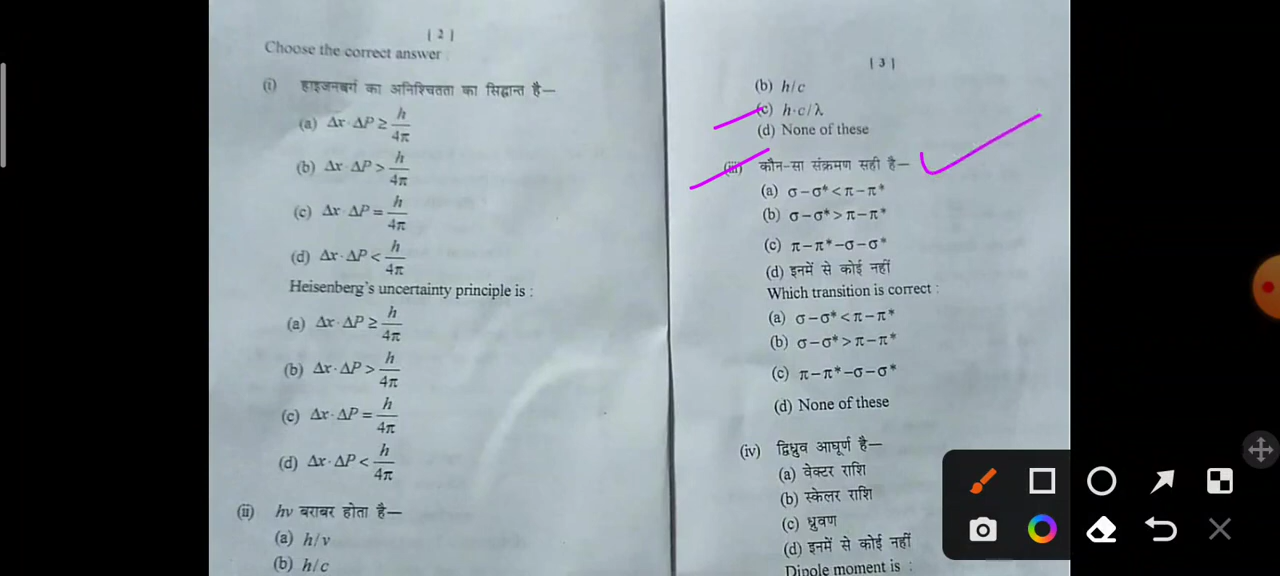 [ 2 ]
Choose the correct answer
(i) हाइजनबर्ग का अनिश्चितता का सिद्धान्त है—
(a) Δx·ΔP ≥ h/4π
(b) Δx·ΔP > h/4π
(c) Δx·ΔP = h/4π
(d) Δx·ΔP < h/4π
Heisenberg's uncertainty principle is :
(a) Δx·ΔP ≥ h/4π
(b) Δx·ΔP > h/4π
(c) Δx·ΔP = h/4π
(d) Δx·ΔP < h/4π
(ii) hν बराबर होता है—
(a) h/ν
(b) h/c
[ 3 ]
(b) h/c
(c) h·c/λ
(d) None of these
(iii) कौन-सा संक्रमण सही है—
(a) σ–σ* < π–π*
(b) σ–σ* > π–π*
(c) π–π*–σ–σ*
(d) इनमें से कोई नहीं
Which transition is correct :
(a) σ–σ* < π–π*
(b) σ–σ* > π–π*
(c) π–π*–σ–σ*
(d) None of these
(iv) द्विध्रुव आघूर्ण है—
(a) वेक्टर राशि
(b) स्केलर राशि
(c) ध्रुवण
(d) इनमें से कोई नहीं
Dipole moment is :